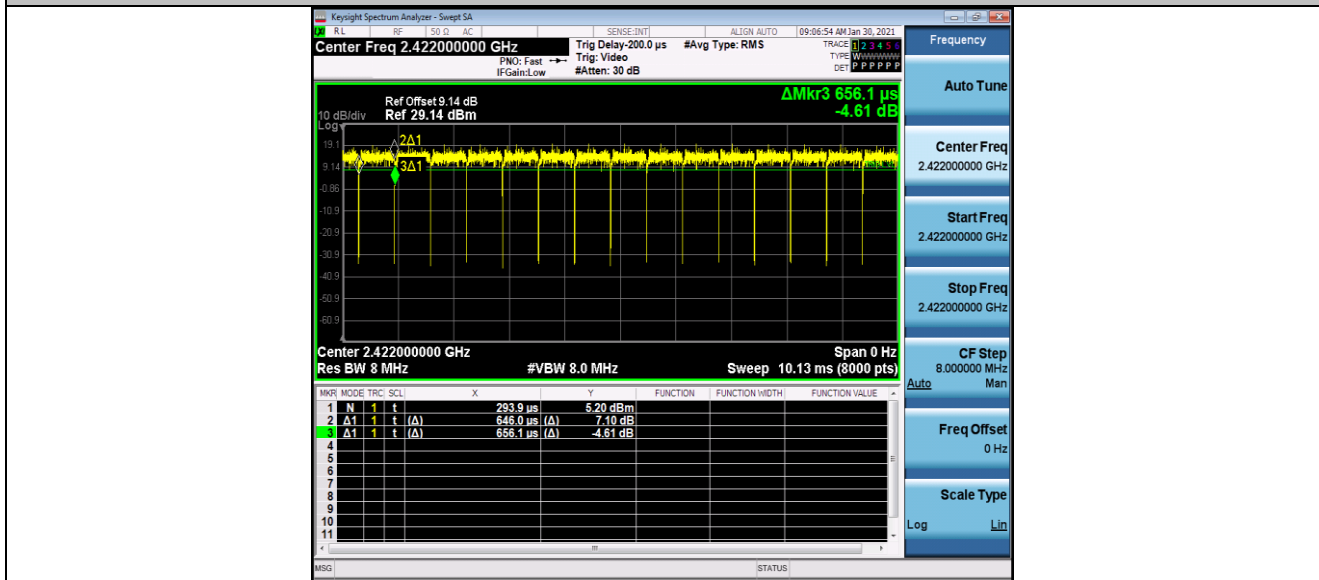 Keysight Spectrum Analyzer - Swept SA
RL RF 50 Ω AC SENSE:INT ALIGN AUTO 09:06:54 AM Jan 30, 2021
Center Freq 2.422000000 GHz
PNO: Fast
IFGain:Low
Trig Delay-200.0 µs
Trig: Video
#Atten: 30 dB
#Avg Type: RMS
TRACE 1 2 3 4 5 6
TYPE WWWWWW
DET P P P P P P
ΔMkr3 656.1 µs
-4.61 dB
Ref Offset 9.14 dB
10 dB/div Ref 29.14 dBm
Log
19.1
9.14
-0.86
-10.9
-20.9
-30.9
-40.9
-50.9
-60.9
2Δ1
3Δ1
Center 2.422000000 GHz Span 0 Hz
Res BW 8 MHz #VBW 8.0 MHz Sweep 10.13 ms (8000 pts)
MKR MODE TRC SCL X Y FUNCTION FUNCTION WIDTH FUNCTION VALUE
1 N 1 t 293.9 µs 5.20 dBm
2 Δ1 1 t (Δ) 646.0 µs (Δ) 7.10 dB
3 Δ1 1 t (Δ) 656.1 µs (Δ) -4.61 dB
4
5
6
7
8
9
10
11
MSG STATUS
Frequency
Auto Tune
Center Freq
2.422000000 GHz
Start Freq
2.422000000 GHz
Stop Freq
2.422000000 GHz
CF Step
8.000000 MHz
Auto Man
Freq Offset
0 Hz
Scale Type
Log Lin